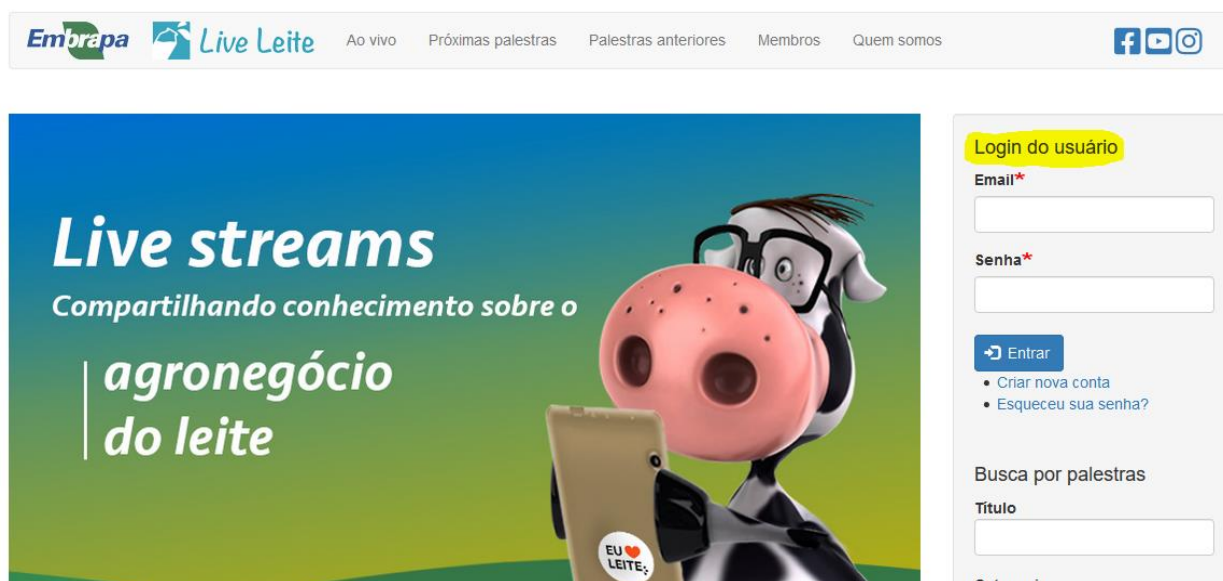 Embrapa Live Leite Ao vivo Próximas palestras Palestras anteriores Membros Quem somos
Live streams
Compartilhando conhecimento sobre o
agronegócio
do leite
EU
LEITE
Login do usuário
Email*
Senha*
Entrar
Criar nova conta
Esqueceu sua senha?
Busca por palestras
Título